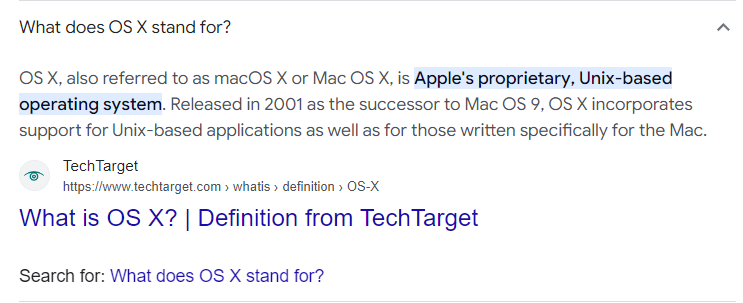 What does OS X stand for?
OS X, also referred to as macOS X or Mac OS X, is Apple's proprietary, Unix-based
operating system. Released in 2001 as the successor to Mac OS 9, OS X incorporates
support for Unix-based applications as well as for those written specifically for the Mac.
TechTarget
https://www.techtarget.com › whatis › definition › OS-X
What is OS X? | Definition from TechTarget
Search for: What does OS X stand for?